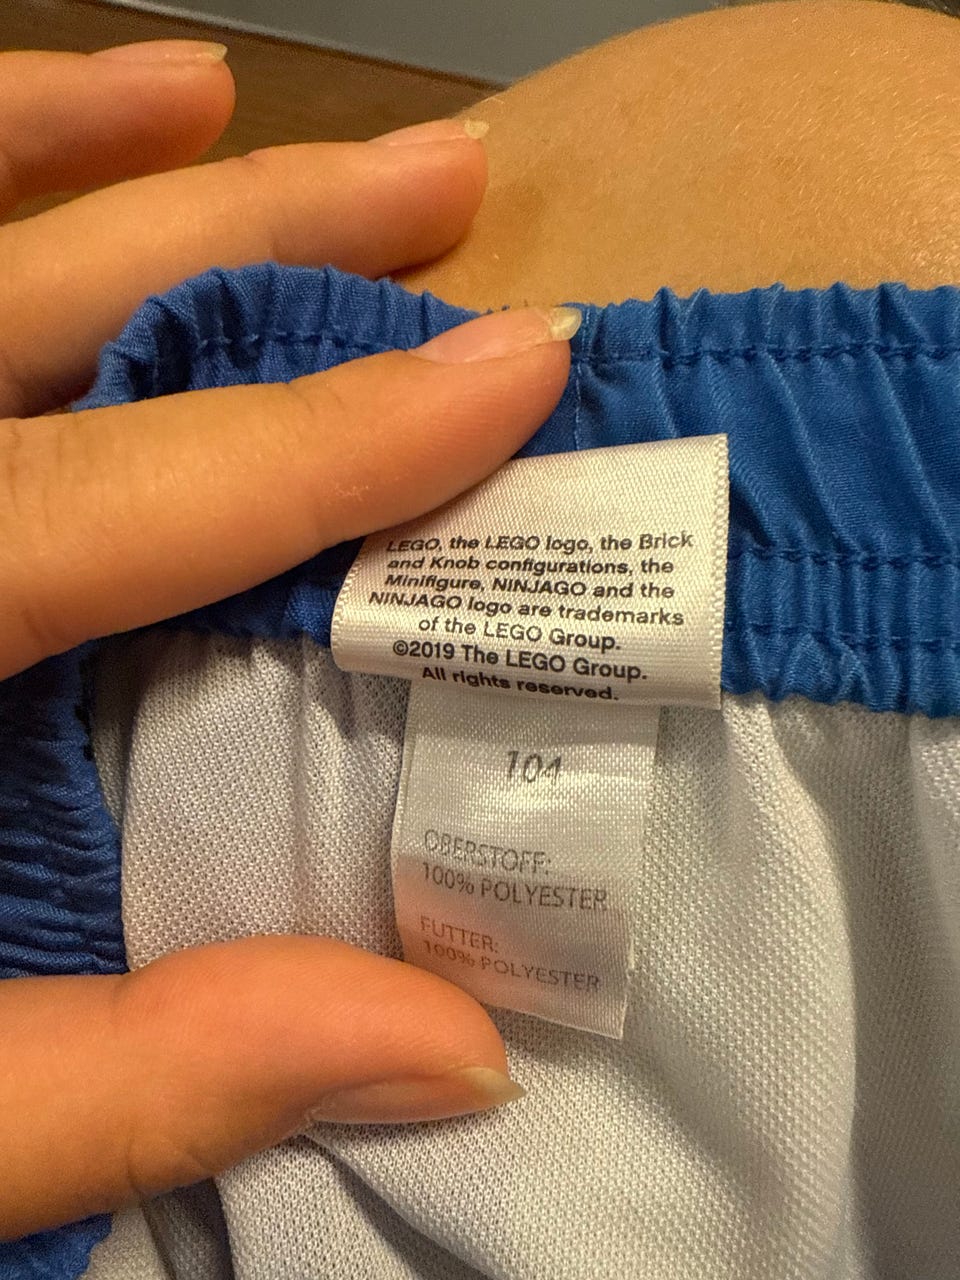 LEGO, the LEGO logo, the Brick
and Knob configurations, the
Minifigure, NINJAGO and the
NINJAGO logo are trademarks
of the LEGO Group.
©2019 The LEGO Group.
All rights reserved.
104
OBERSTOFF:
100% POLYESTER
FUTTER:
100% POLYESTER